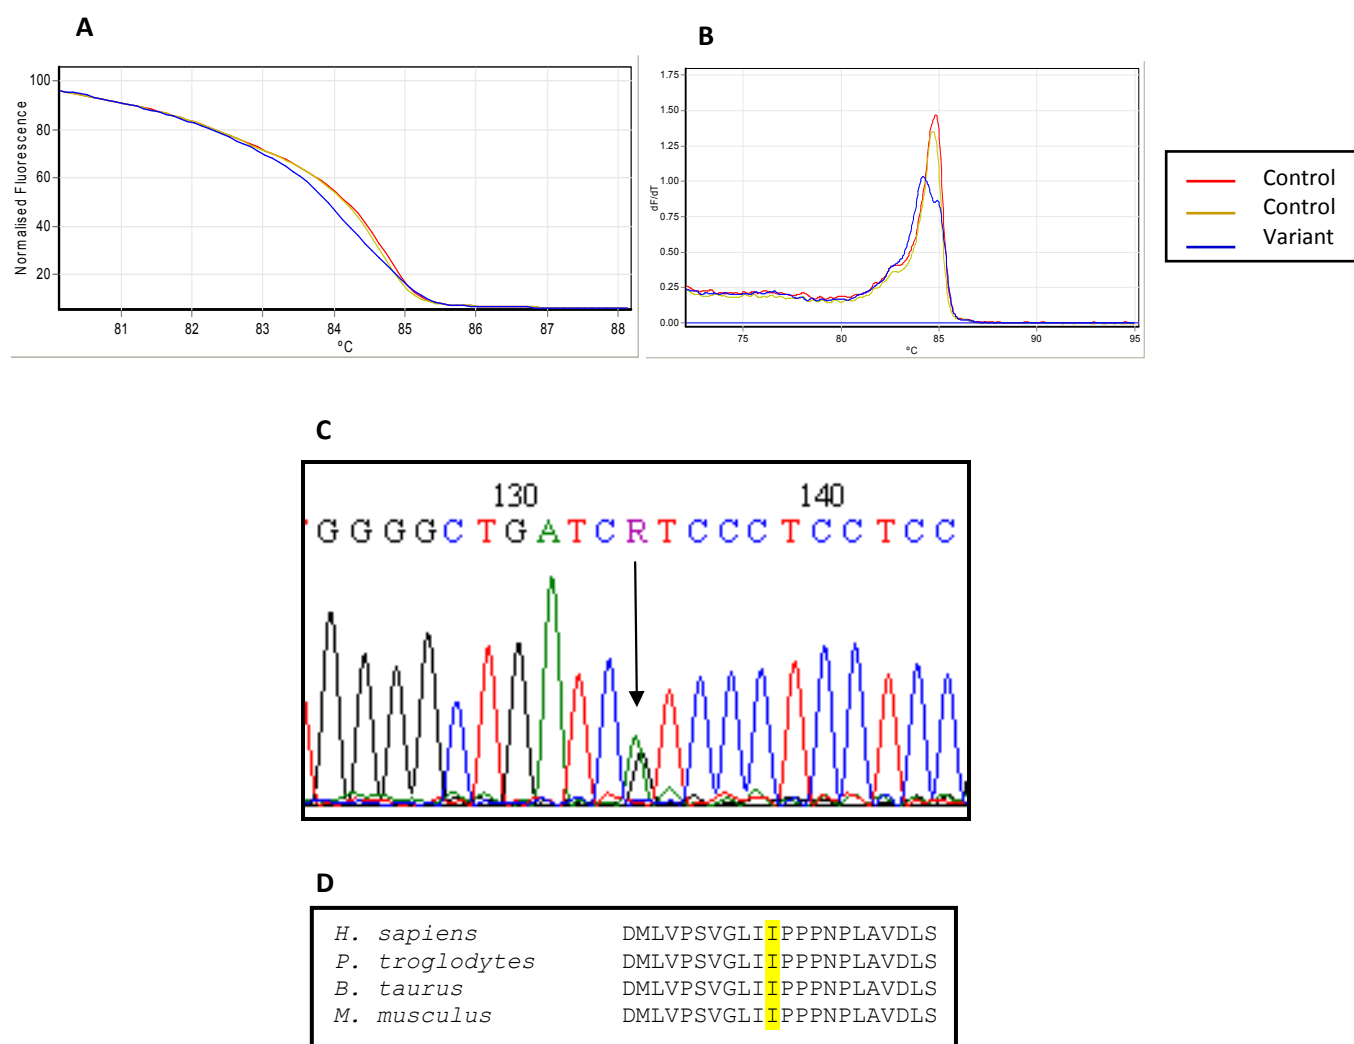 A
B
100
80
60
40
20
Normalised Fluorescence
81 82 83 84 85 86 87 88
ºC
1.75
1.50
1.25
1.00
0.75
0.50
0.25
0.00
dF/dT
75 80 85 90 95
ºC
Control
Control
Variant
C
130 140
G G G G C T G A T C R T C C C T C C T C C
D
H. sapiens DMLVPSVGLIIPPPNPLAVDLS
P. troglodytes DMLVPSVGLIIPPPNPLAVDLS
B. taurus DMLVPSVGLIIPPPNPLAVDLS
M. musculus DMLVPSVGLIIPPPNPLAVDLS